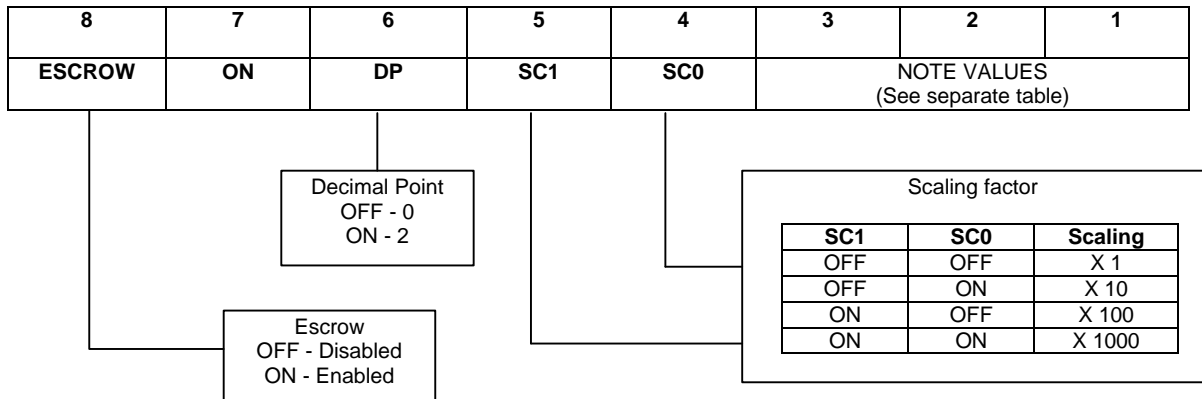 8 7 6 5 4 3 2 1
ESCROW ON DP SC1 SC0 NOTE VALUES
(See separate table)
Decimal Point
OFF - 0
ON - 2
Escrow
OFF - Disabled
ON - Enabled
Scaling factor
SC1 SC0 Scaling
OFF OFF X 1
OFF ON X 10
ON OFF X 100
ON ON X 1000